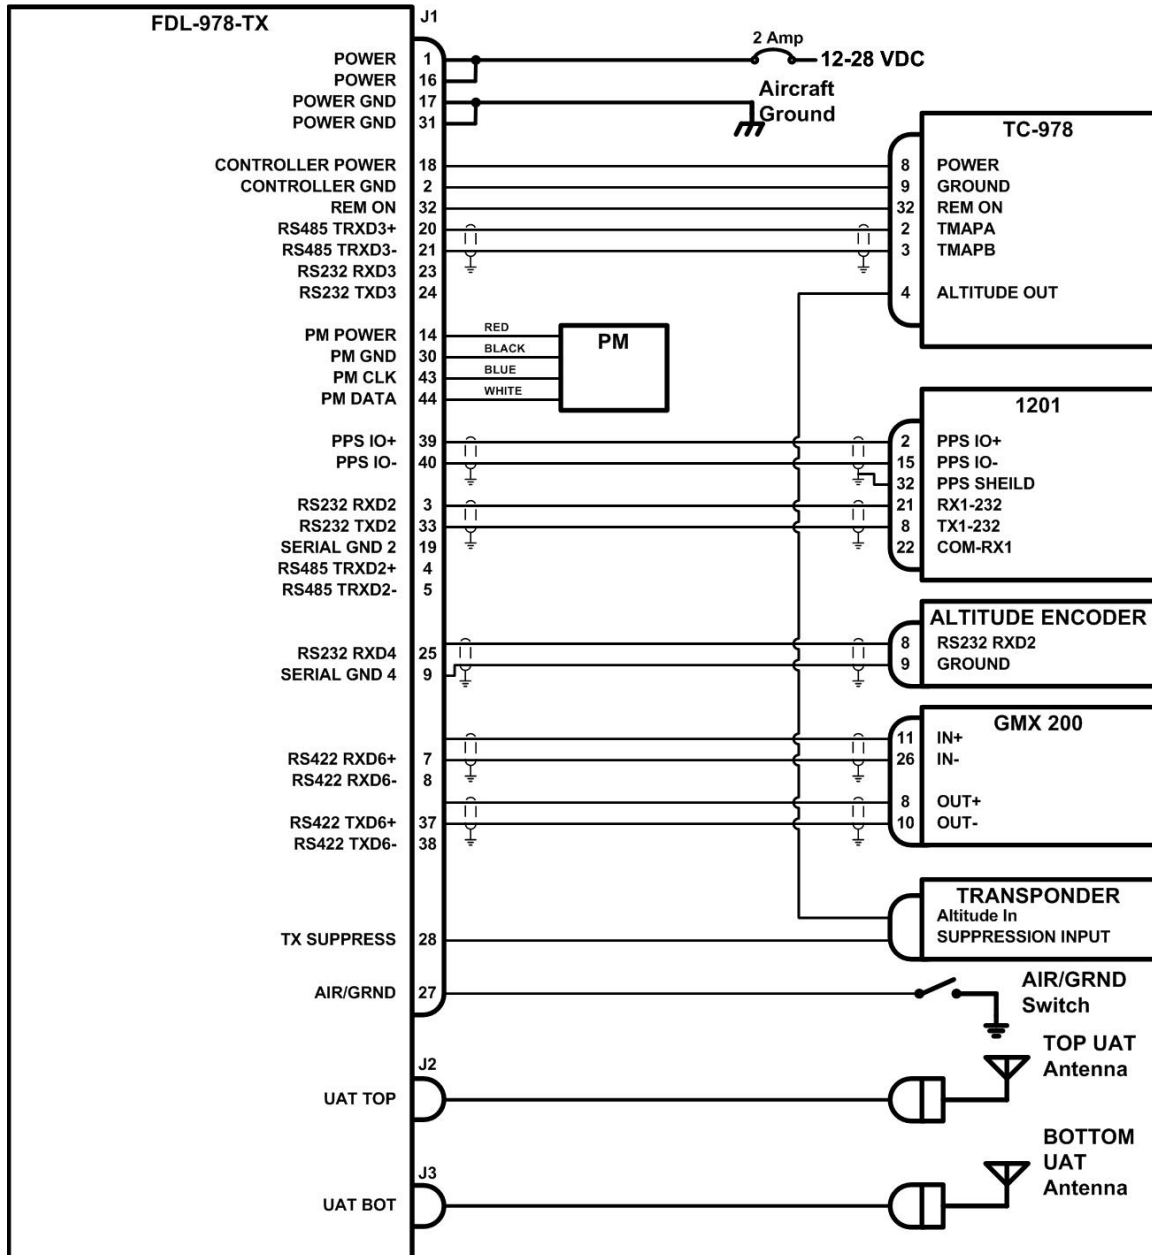 FDL-978-TX
J1
2 Amp
POWER 1 12-28 VDC
POWER 16
Aircraft
Ground
POWER GND 17
POWER GND 31
TC-978
CONTROLLER POWER 18 8 POWER
CONTROLLER GND 2 9 GROUND
REM ON 32 32 REM ON
RS485 TRXD3+ 20 2 TMAPA
RS485 TRXD3- 21 3 TMAPB
RS232 RXD3 23
RS232 TXD3 24 4 ALTITUDE OUT
PM POWER 14 RED PM
PM GND 30 BLACK
PM CLK 43 BLUE
PM DATA 44 WHITE
1201
PPS IO+ 39 2 PPS IO+
PPS IO- 40 15 PPS IO-
32 PPS SHEILD
RS232 RXD2 3 21 RX1-232
RS232 TXD2 33 8 TX1-232
SERIAL GND 2 19 22 COM-RX1
RS485 TRXD2+ 4
RS485 TRXD2- 5
ALTITUDE ENCODER
8 RS232 RXD2
RS232 RXD4 25
9 GROUND
SERIAL GND 4 9
GMX 200
11 IN+
RS422 RXD6+ 7 26 IN-
RS422 RXD6- 8
8 OUT+
RS422 TXD6+ 37 10 OUT-
RS422 TXD6- 38
TRANSPONDER
Altitude In
TX SUPPRESS 28 SUPPRESSION INPUT
AIR/GRND 27
AIR/GRND
Switch
J2
TOP UAT
Antenna
UAT TOP
J3
BOTTOM
UAT
Antenna
UAT BOT